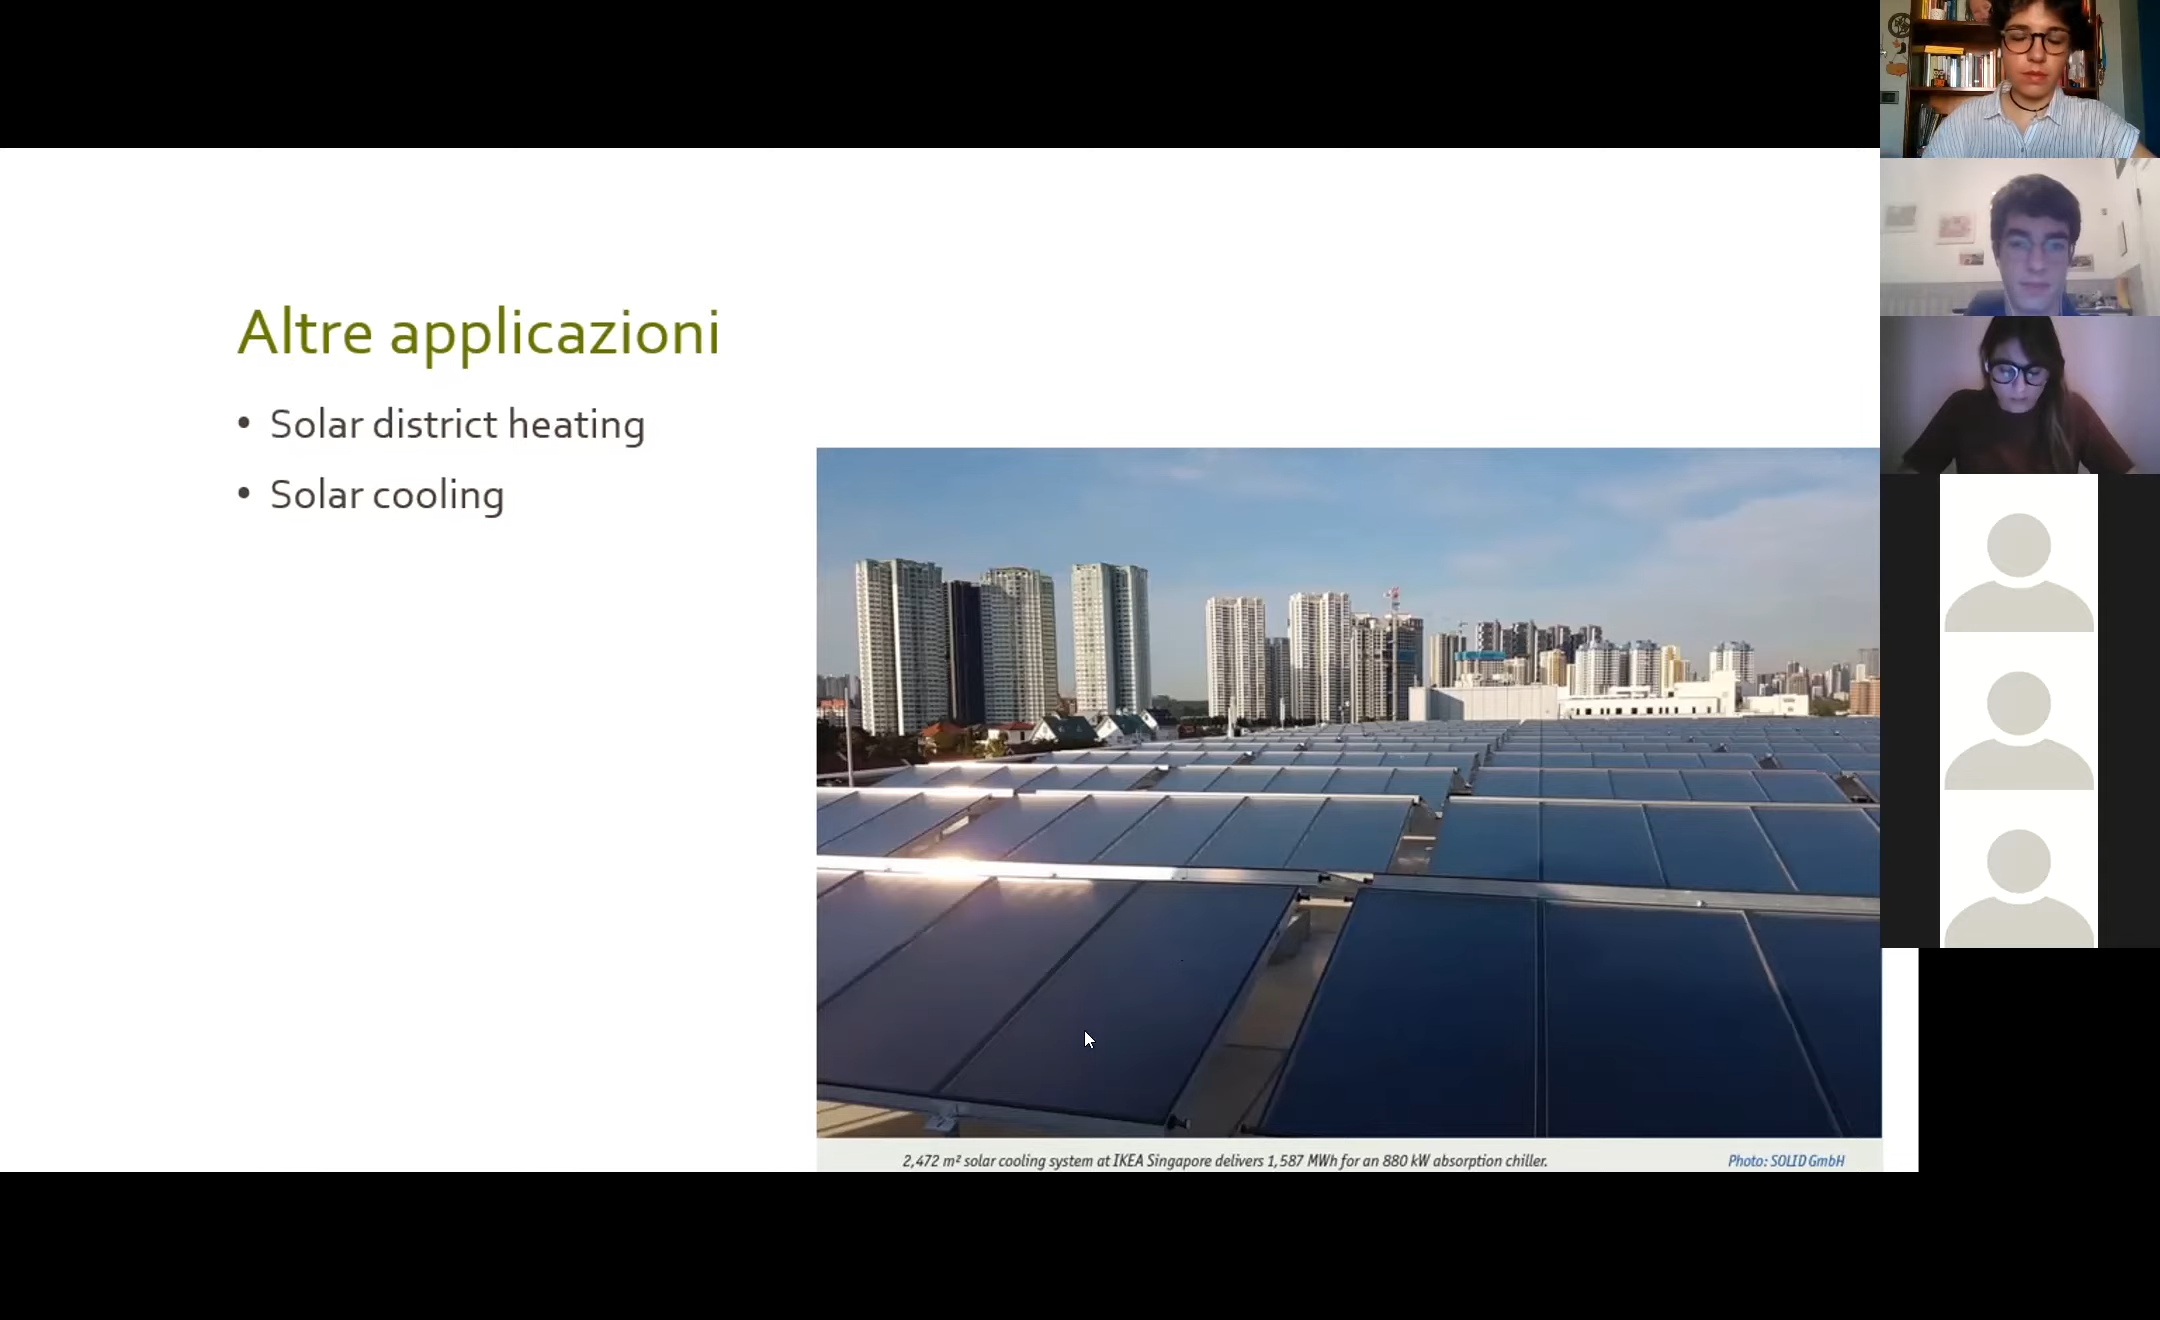 Altre applicazioni
• Solar district heating
• Solar cooling
2,472 m² solar cooling system at IKEA Singapore delivers 1,587 MWh for an 880 kW absorption chiller.
Photo: SOLID GmbH